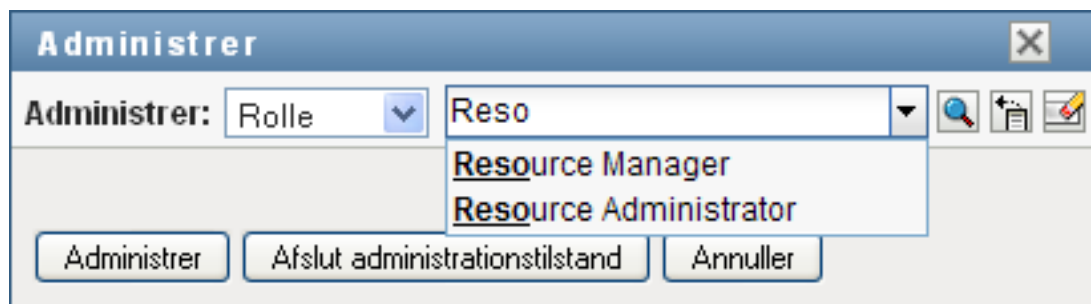 Administrer
Administrer: Rolle Reso
Resource Manager
Resource Administrator
Administrer Afslut administrationstilstand Annuller